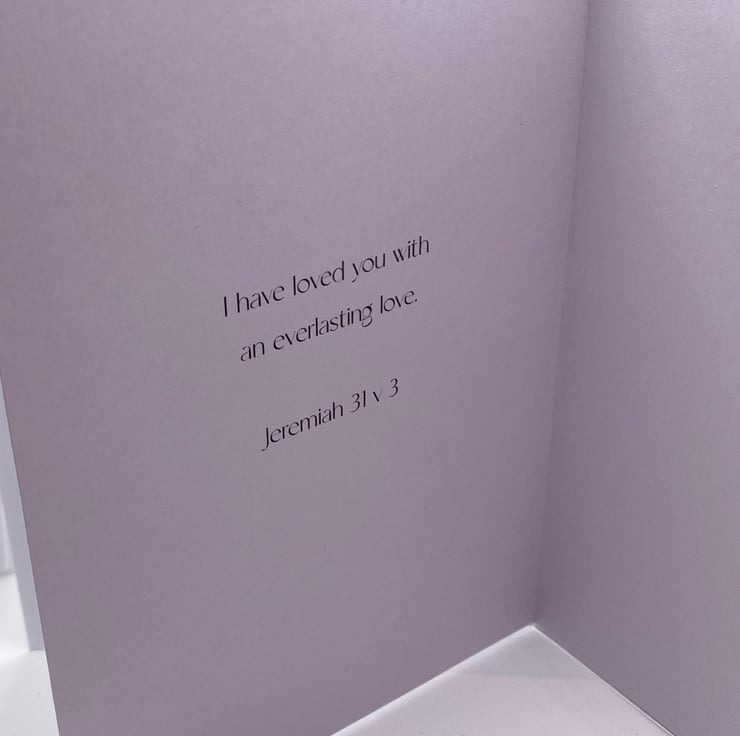 I have loved you with
an everlasting love.
Jeremiah 31 v 3